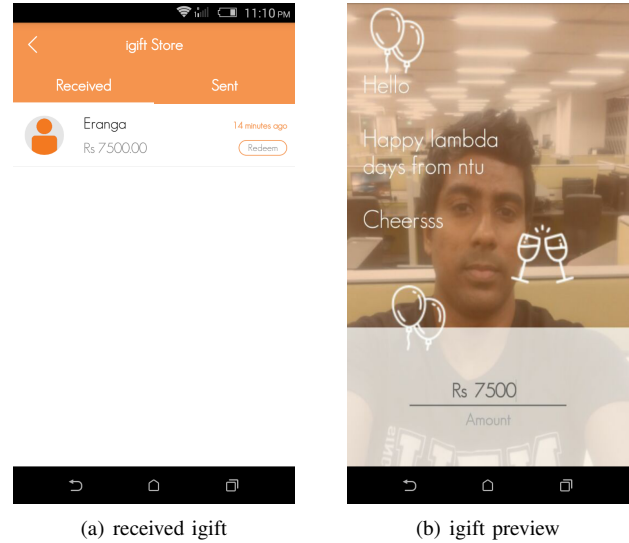 11:10 PM
igift Store
Received
Sent
Eranga
14 minutes ago
Rs 7500.00
Redeem
Hello
Happy lambda
days from ntu
Cheersss
Rs 7500
Amount
(a) received igift
(b) igift preview